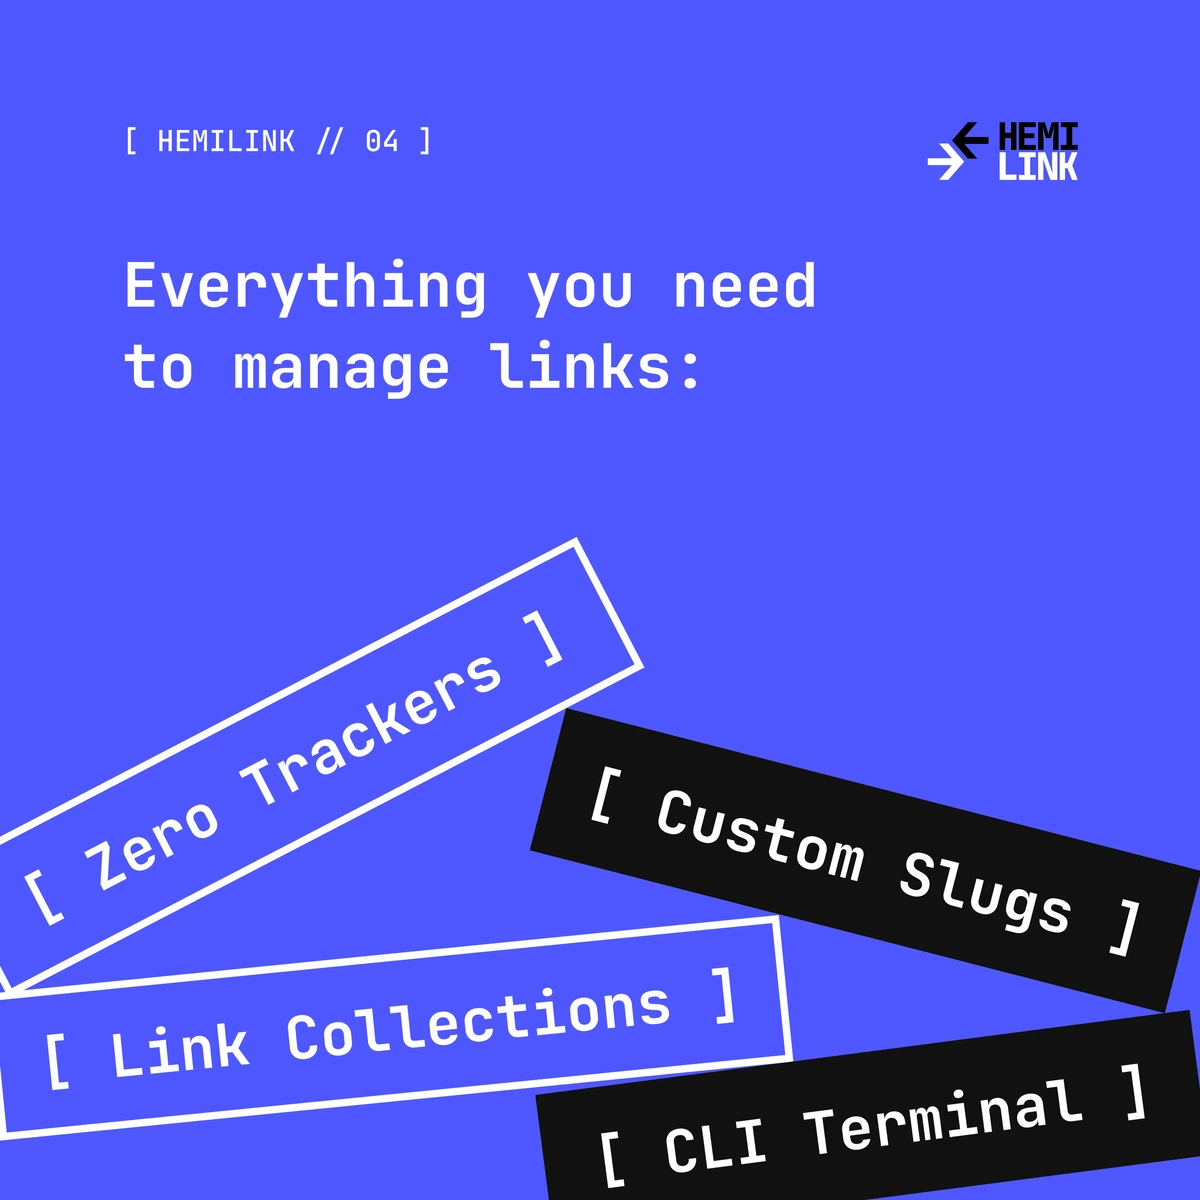 [ HEMILINK // 04 ]
HEMI
LINK
Everything you need
to manage links:
[ Zero Trackers ]
[ Custom Slugs ]
[ Link Collections ]
[ CLI Terminal ]